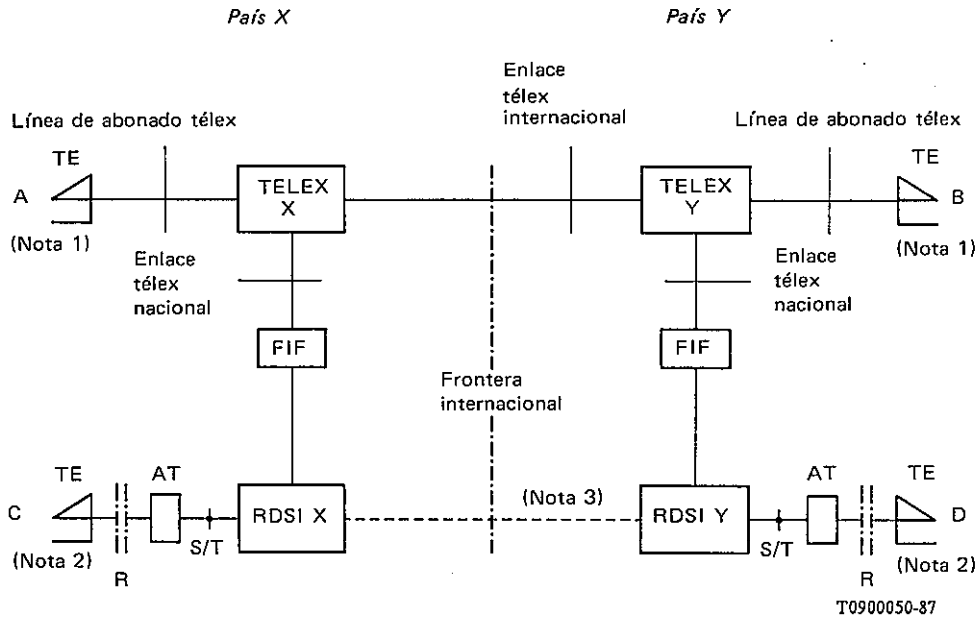 País X
País Y
Enlace
télex
internacional
Línea de abonado télex
Línea de abonado télex
TE
TE
A
TELEX
X
TELEX
Y
B
(Nota 1)
(Nota 1)
Enlace
télex
nacional
Enlace
télex
nacional
FIF
FIF
Frontera
internacional
TE
AT
AT
TE
C
RDSI X
(Nota 3)
RDSI Y
D
(Nota 2)
S/T
S/T
(Nota 2)
R
R
T0900050-87